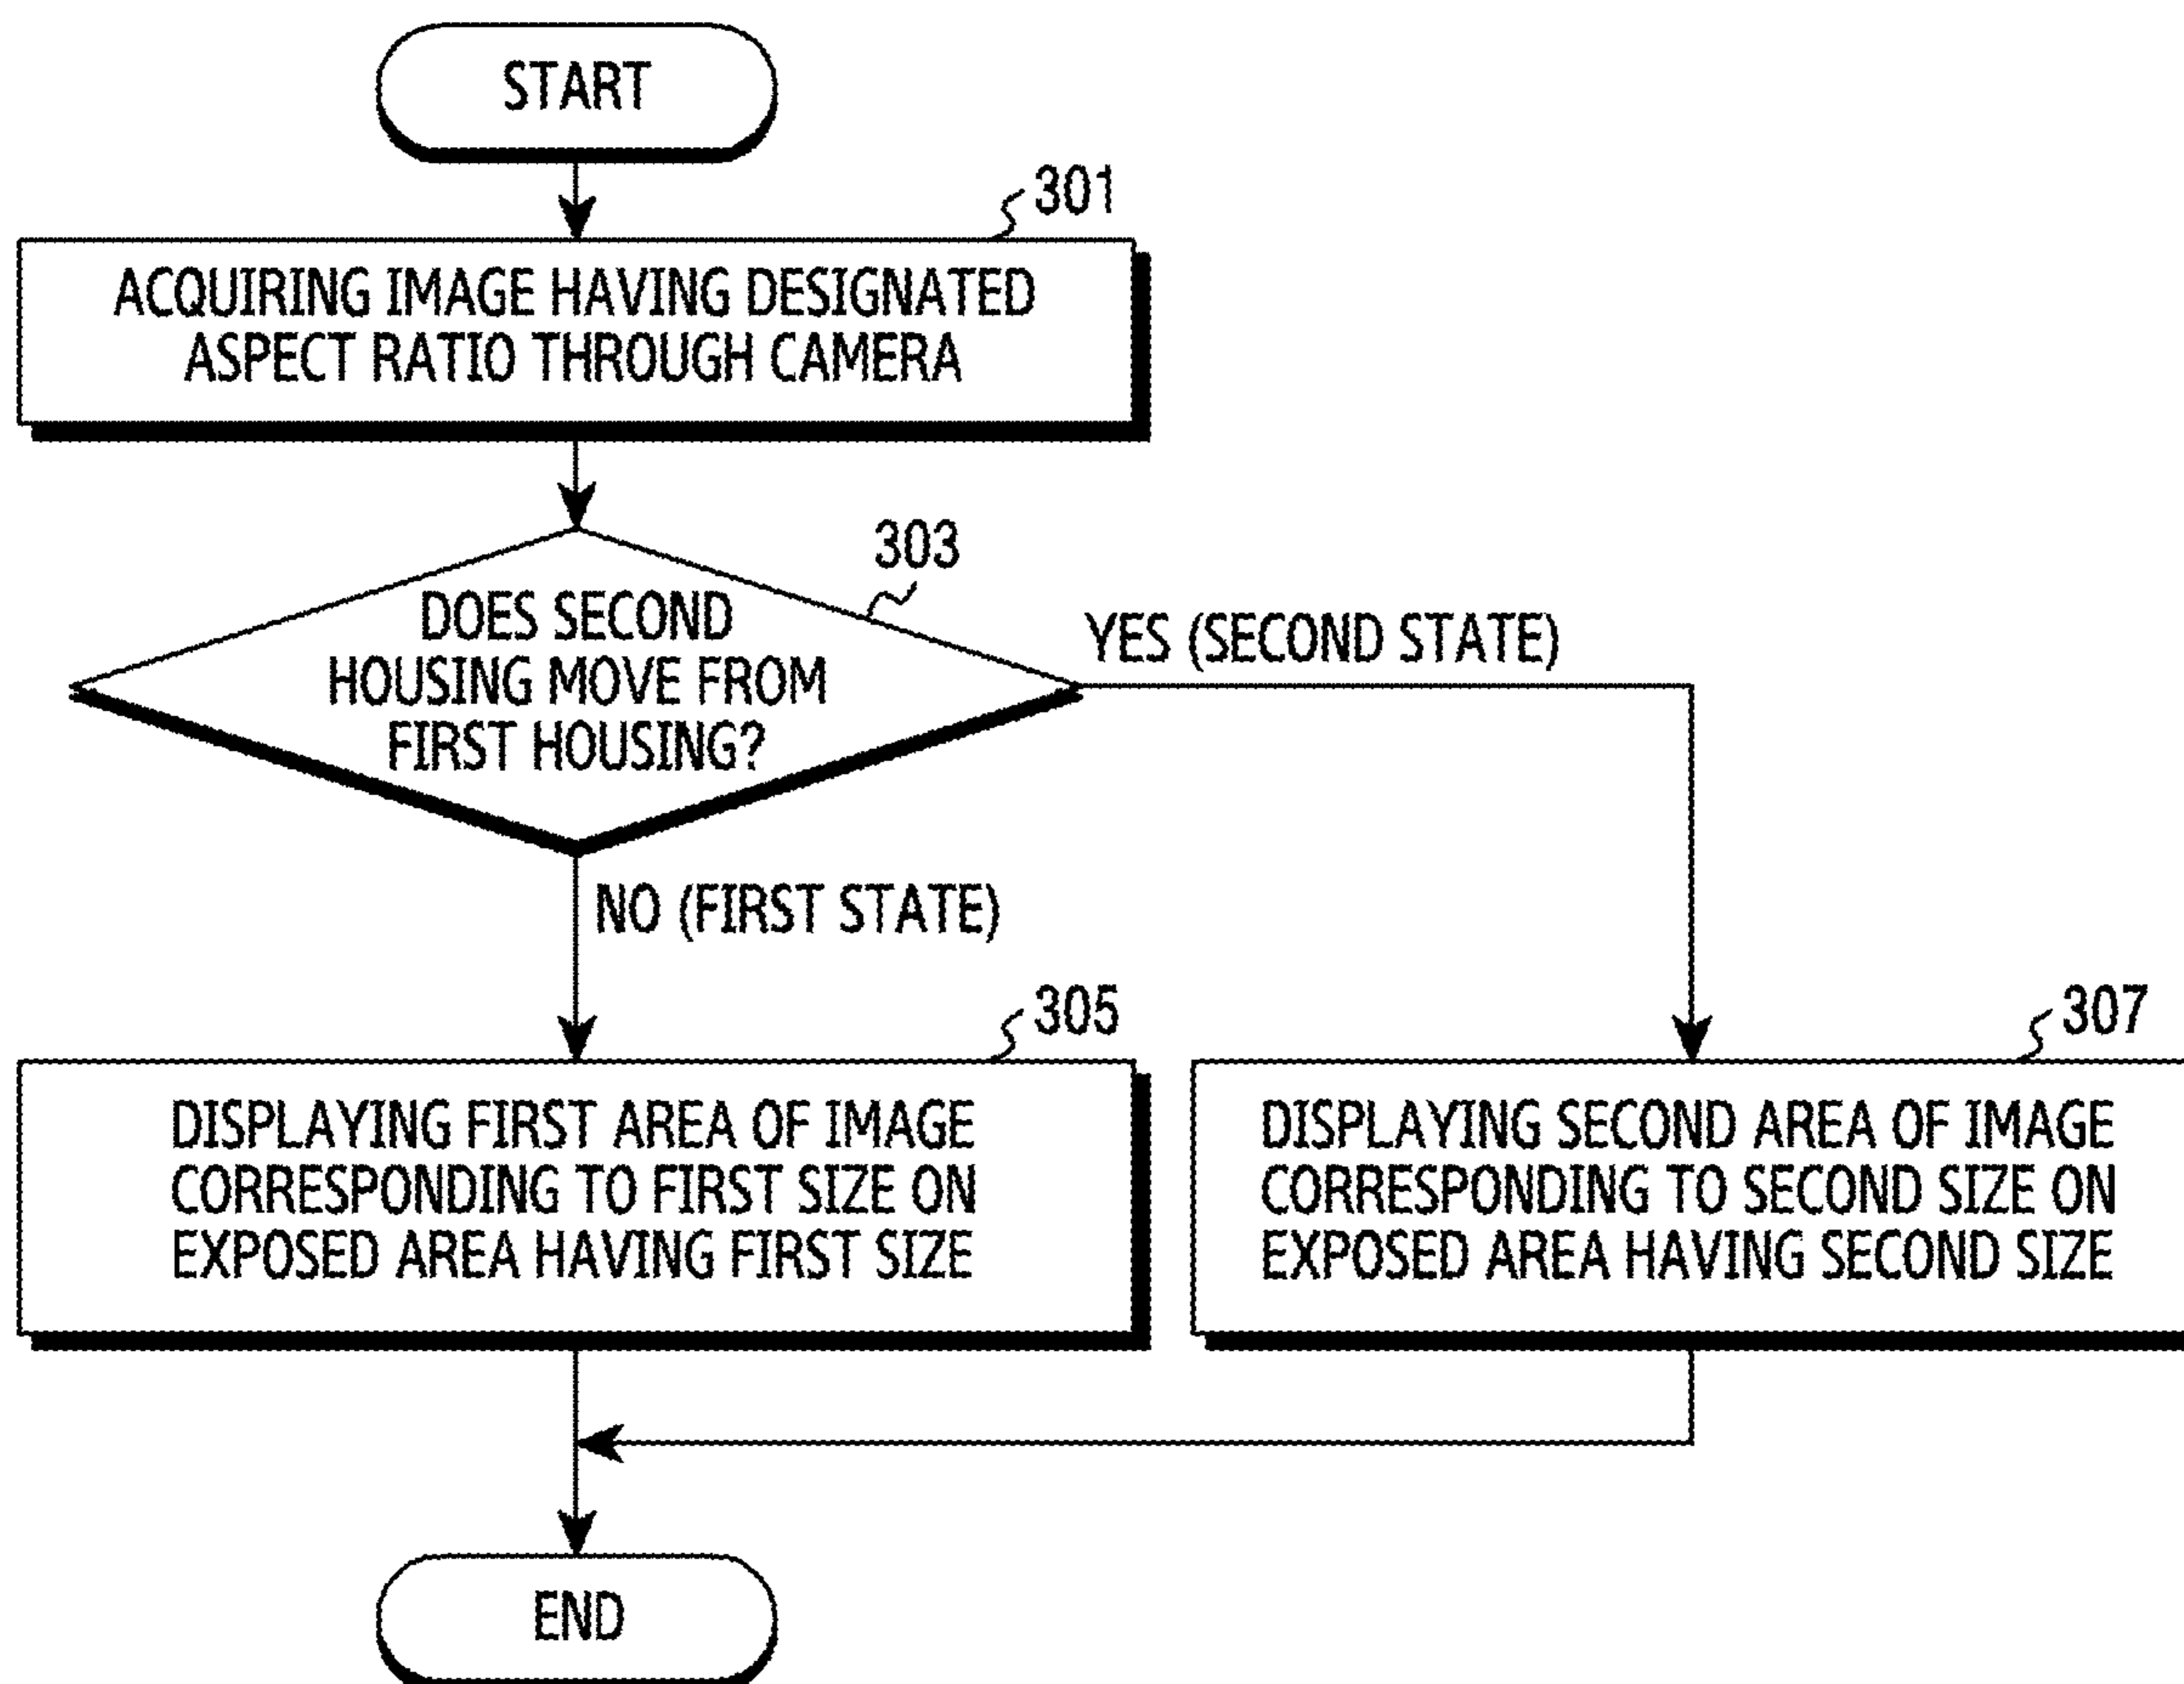 START
301
ACQUIRING IMAGE HAVING DESIGNATED
ASPECT RATIO THROUGH CAMERA
303
DOES SECOND
HOUSING MOVE FROM
FIRST HOUSING?
YES (SECOND STATE)
NO (FIRST STATE)
305
DISPLAYING FIRST AREA OF IMAGE
CORRESPONDING TO FIRST SIZE ON
EXPOSED AREA HAVING FIRST SIZE
307
DISPLAYING SECOND AREA OF IMAGE
CORRESPONDING TO SECOND SIZE ON
EXPOSED AREA HAVING SECOND SIZE
END